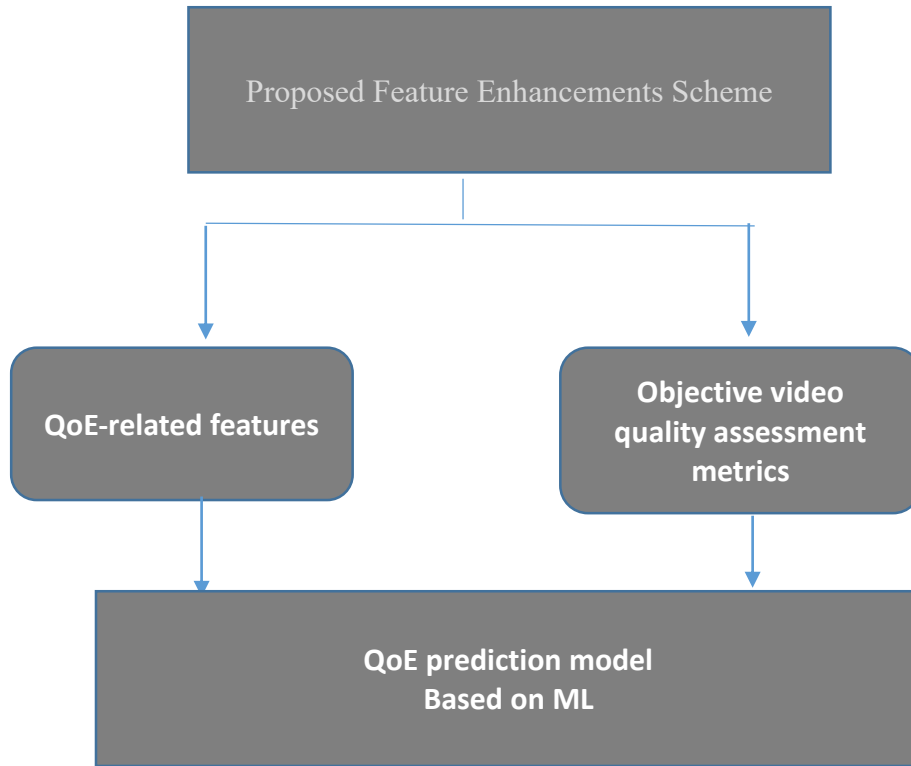 Proposed Feature Enhancements Scheme
QoE-related features
Objective video
quality assessment
metrics
QoE prediction model
Based on ML